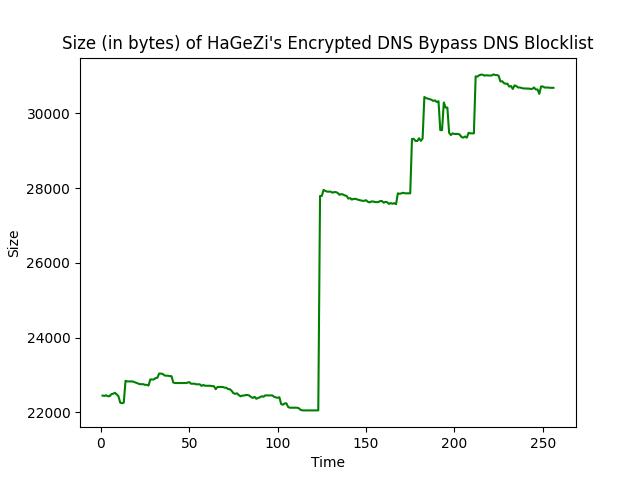 Size (in bytes) of HaGeZi's Encrypted DNS Bypass DNS Blocklist
30000
28000
26000
24000
22000
Size
0 50 100 150 200 250
Time